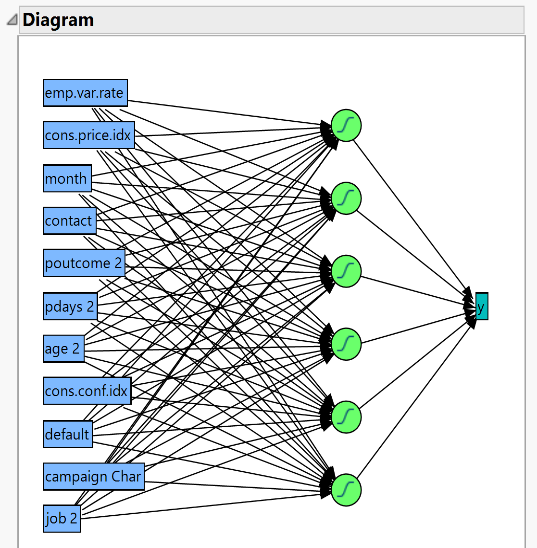 Diagram
emp.var.rate
cons.price.idx
month
contact
poutcome 2
pdays 2
age 2
cons.conf.idx
default
campaign Char
job 2
y